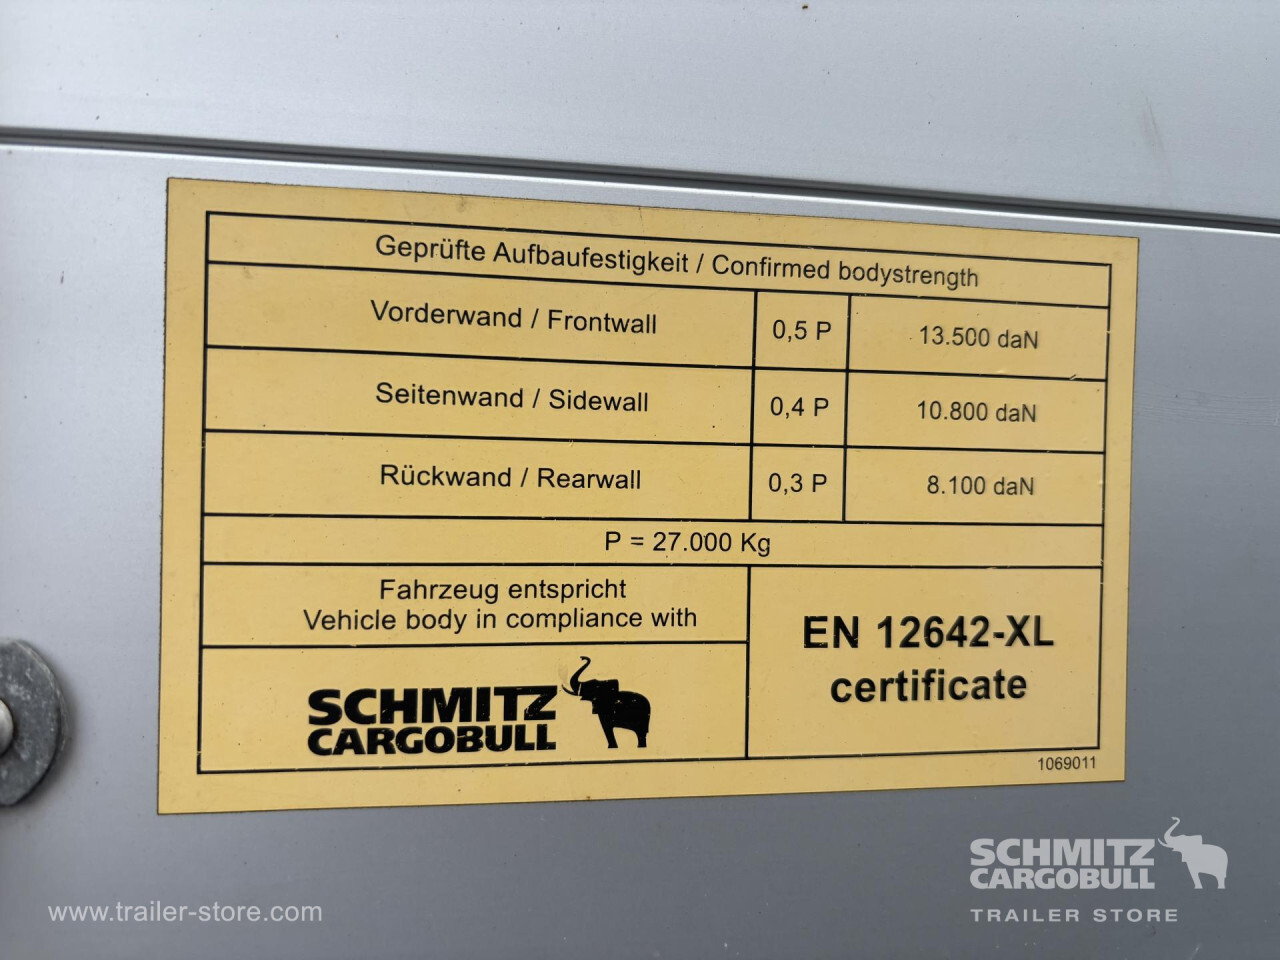 Geprüfte Aufbaufestigkeit / Confirmed bodystrength
Vorderwand / Frontwall 0,5 P 13.500 daN
Seitenwand / Sidewall 0,4 P 10.800 daN
Rückwand / Rearwall 0,3 P 8.100 daN
P = 27.000 Kg
Fahrzeug entspricht
Vehicle body in compliance with
EN 12642-XL
certificate
SCHMITZ
CARGOBULL
1069011
SCHMITZ
CARGOBULL
TRAILER STORE
www.trailer-store.com